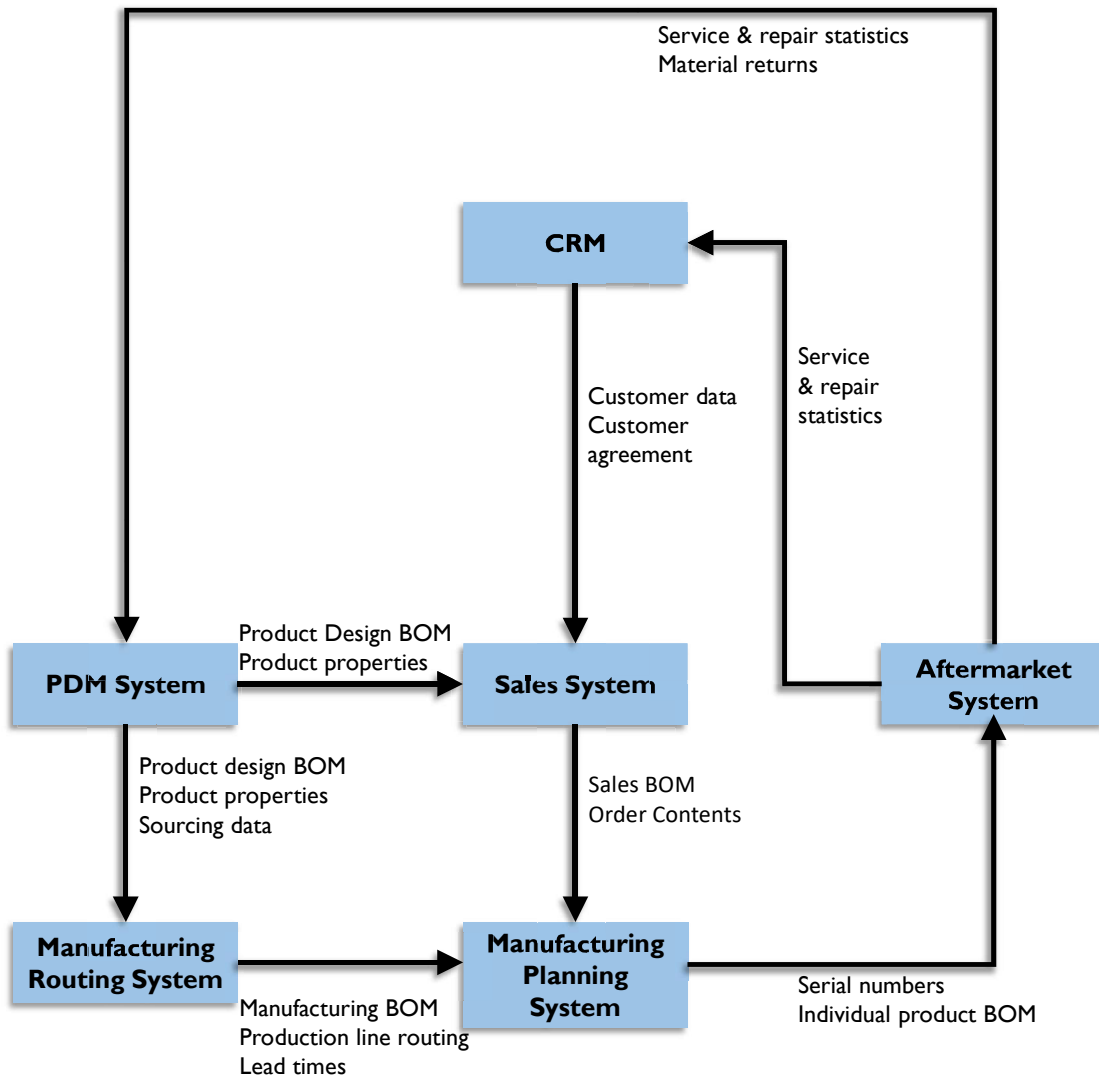 Service & repair statistics
Material returns
CRM
Service
& repair
statistics
Customer data
Customer
agreement
Product Design BOM
Product properties
PDM System
Sales System
Aftermarket
System
Product design BOM
Product properties
Sourcing data
Sales BOM
Order Contents
Manufacturing
Routing System
Manufacturing
Planning
System
Serial numbers
Individual product BOM
Manufacturing BOM
Production line routing
Lead times